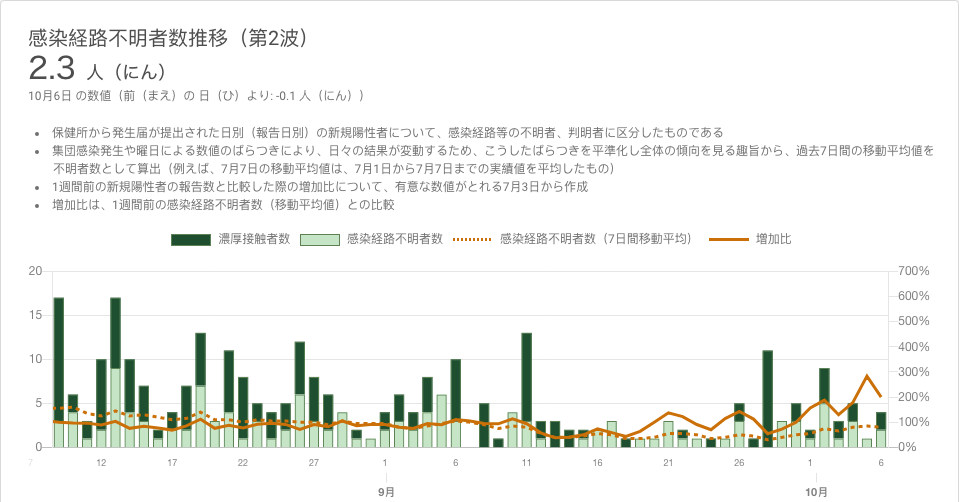 感染経路不明者数推移（第2波）
2.3 人（にん）
10月6日 の数値（前（まえ）の 日（ひ）より: -0.1 人（にん））
• 保健所から発生届が提出された日別（報告日別）の新規陽性者について、感染経路等の不明者、判明者に区分したものである
• 集団感染発生や曜日による数値のばらつきにより、日々の結果が変動するため、こうしたばらつきを平準化し全体の傾向を見る趣旨から、過去7日間の移動平均値を
不明者数として算出（例えば、7月7日の移動平均値は、7月1日から7月7日までの実績値を平均したもの）
• 1週間前の新規陽性者の報告数と比較した際の増加比について、有意な数値がとれる7月3日から作成
• 増加比は、1週間前の感染経路不明者数（移動平均値）との比較
濃厚接触者数 感染経路不明者数 感染経路不明者数（7日間移動平均） 増加比
20 700%
600%
15 500%
400%
10 300%
5 200%
100%
0 0%
7 12 17 22 27 1 6 11 16 21 26 1 6
9月 10月